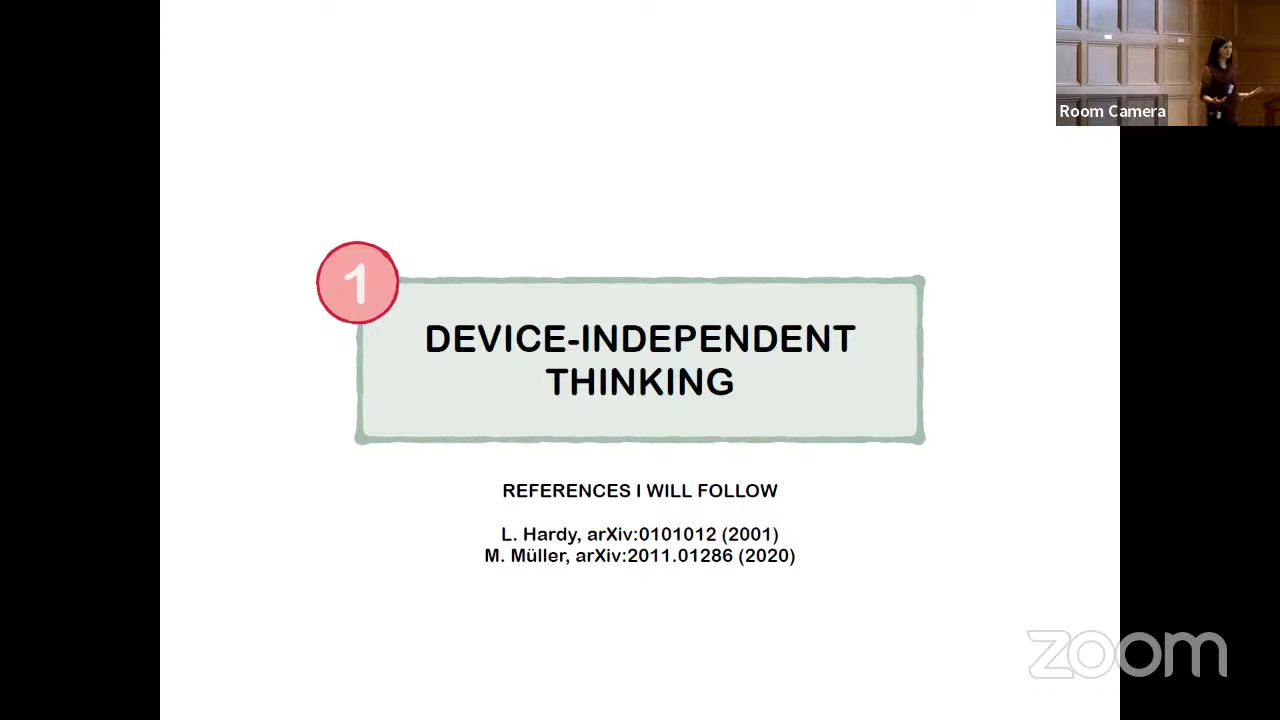 Room Camera
1
DEVICE-INDEPENDENT
THINKING
REFERENCES I WILL FOLLOW
L. Hardy, arXiv:0101012 (2001)
M. Müller, arXiv:2011.01286 (2020)
zoom